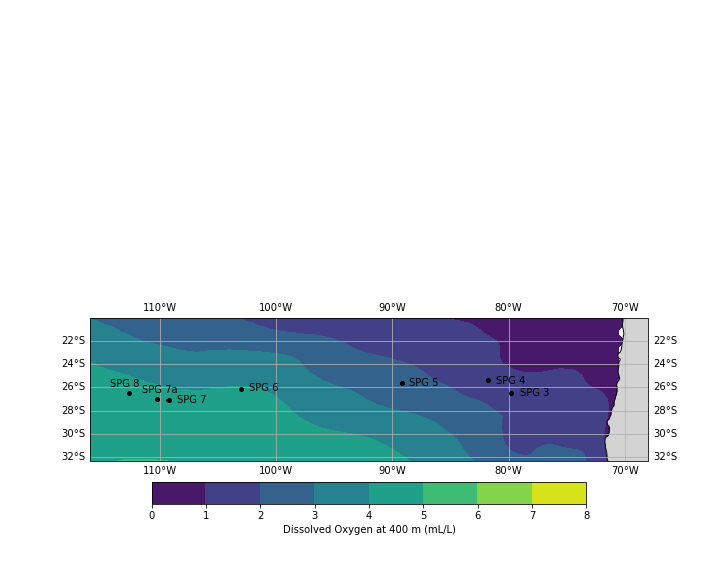 110°W 100°W 90°W 80°W 70°W
22°S 22°S
24°S 24°S
SPG 8 SPG 7a SPG 6 SPG 5 SPG 4
26°S 26°S
SPG 7 SPG 3
28°S 28°S
30°S 30°S
32°S 32°S
110°W 100°W 90°W 80°W 70°W
0 1 2 3 4 5 6 7 8
Dissolved Oxygen at 400 m (mL/L)